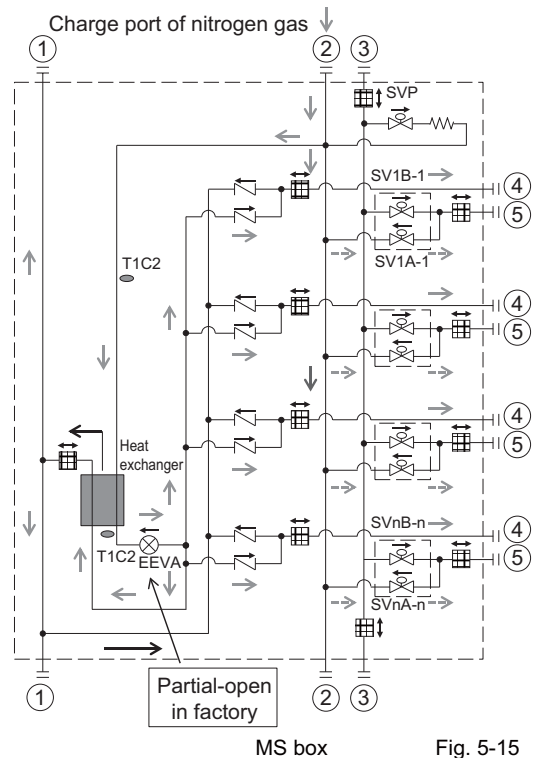 Charge port of nitrogen gas
1 2 3
SVP
SV1B-1
4
5
SV1A-1
T1C2
4
5
4
5
Heat
exchanger
SVnB-n
4
5
T1C2
EEVA
SVnA-n
1 2 3
Partial-open
in factory
MS box Fig. 5-15